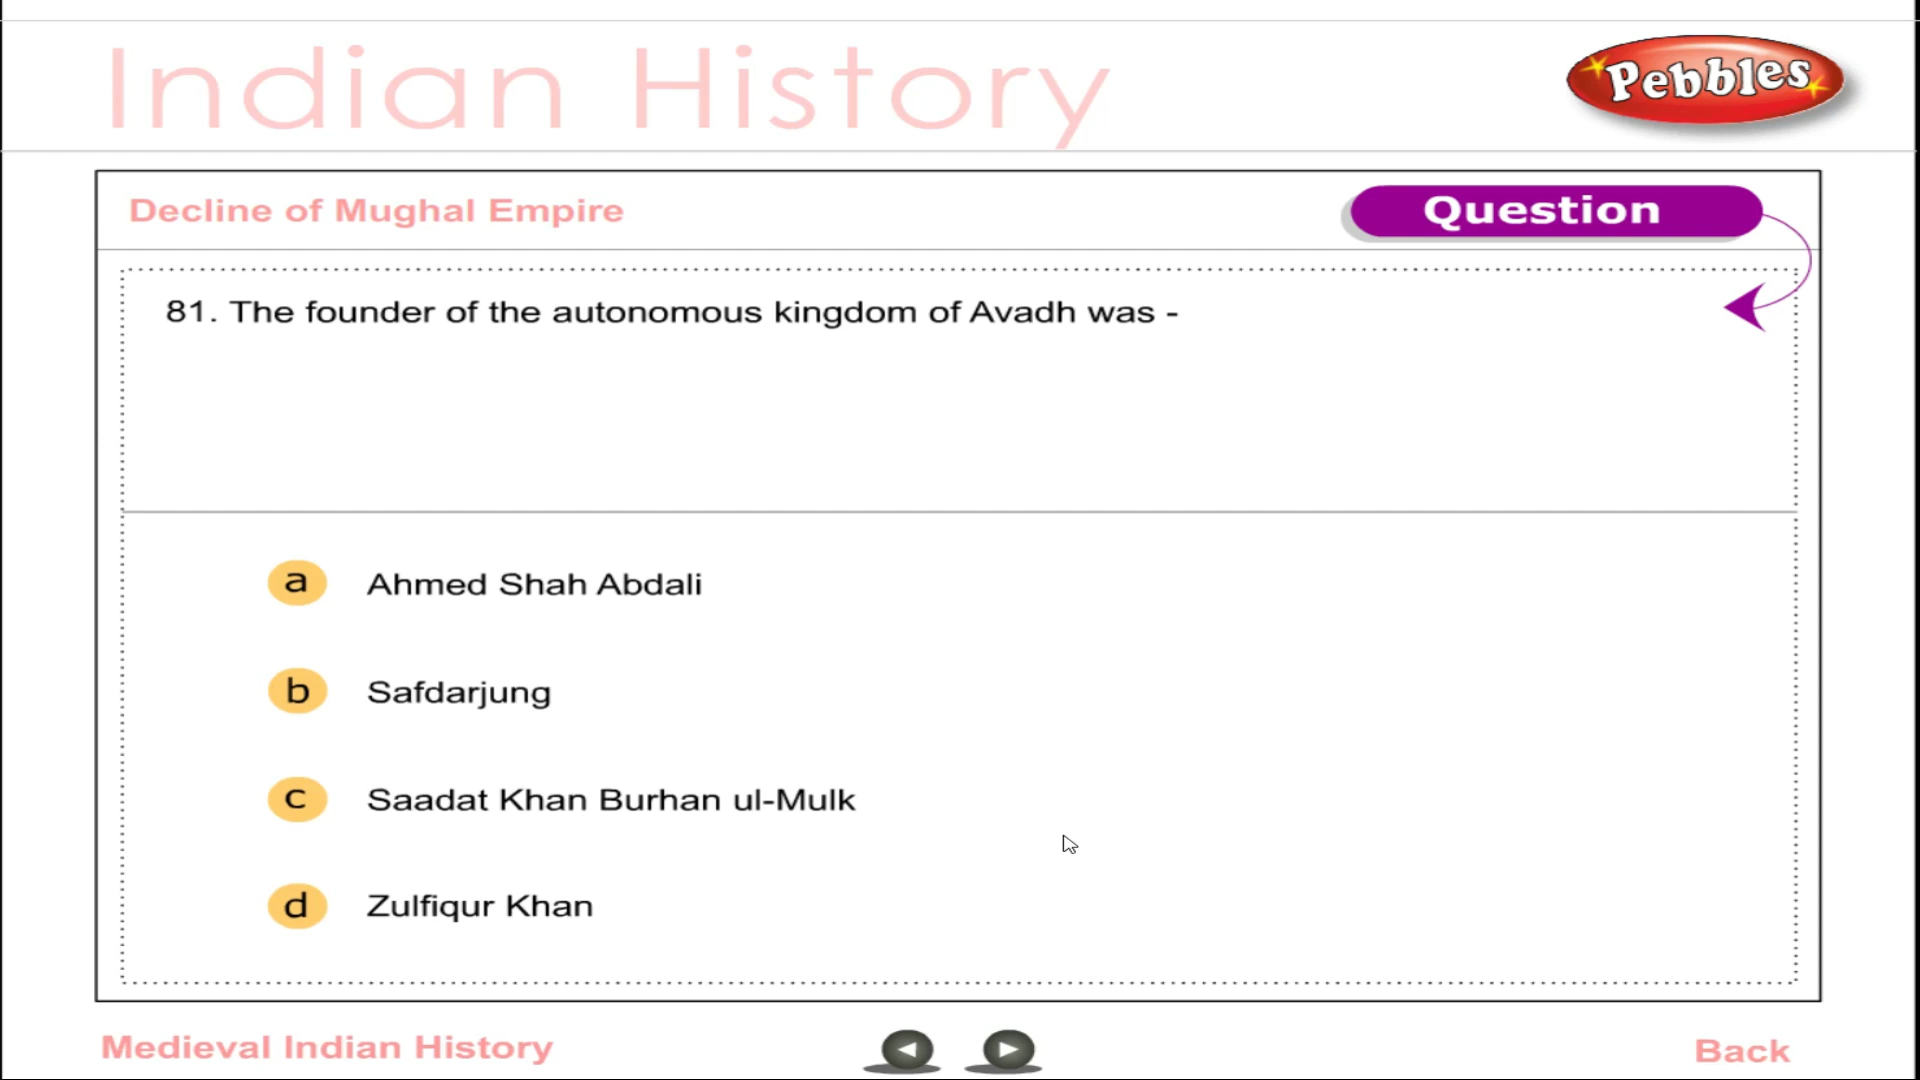 Indian History
Pebbles
Decline of Mughal Empire
Question
81. The founder of the autonomous kingdom of Avadh was -
a Ahmed Shah Abdali
b Safdarjung
c Saadat Khan Burhan ul-Mulk
d Zulfiqur Khan
Medieval Indian History
Back